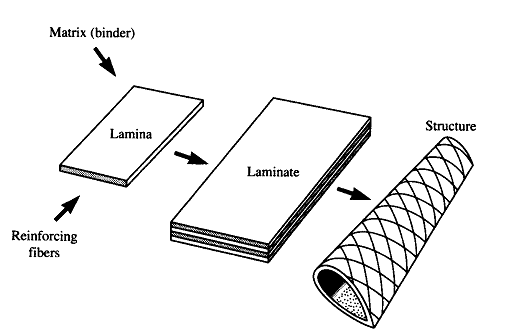 Matrix (binder)
Lamina
Reinforcing
fibers
Laminate
Structure